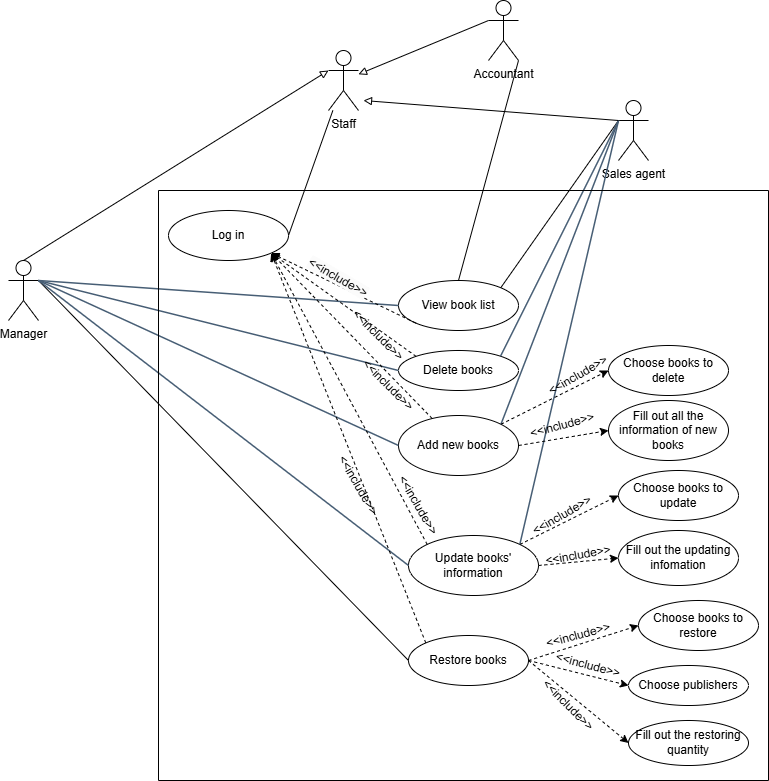 Accountant
Staff
Sales agent
Log in
<<include>>
Manager
View book list
<<include>>
Delete books
<<include>>
<<include>>
Choose books to
delete
Add new books
<<include>>
Fill out all the
information of new
books
<<include>>
<<include>>
<<include>>
Choose books to
update
Update books'
information
<<include>>
Fill out the updating
infomation
Restore books
<<include>>
Choose books to
restore
<<include>>
Choose publishers
<<include>>
Fill out the restoring
quantity